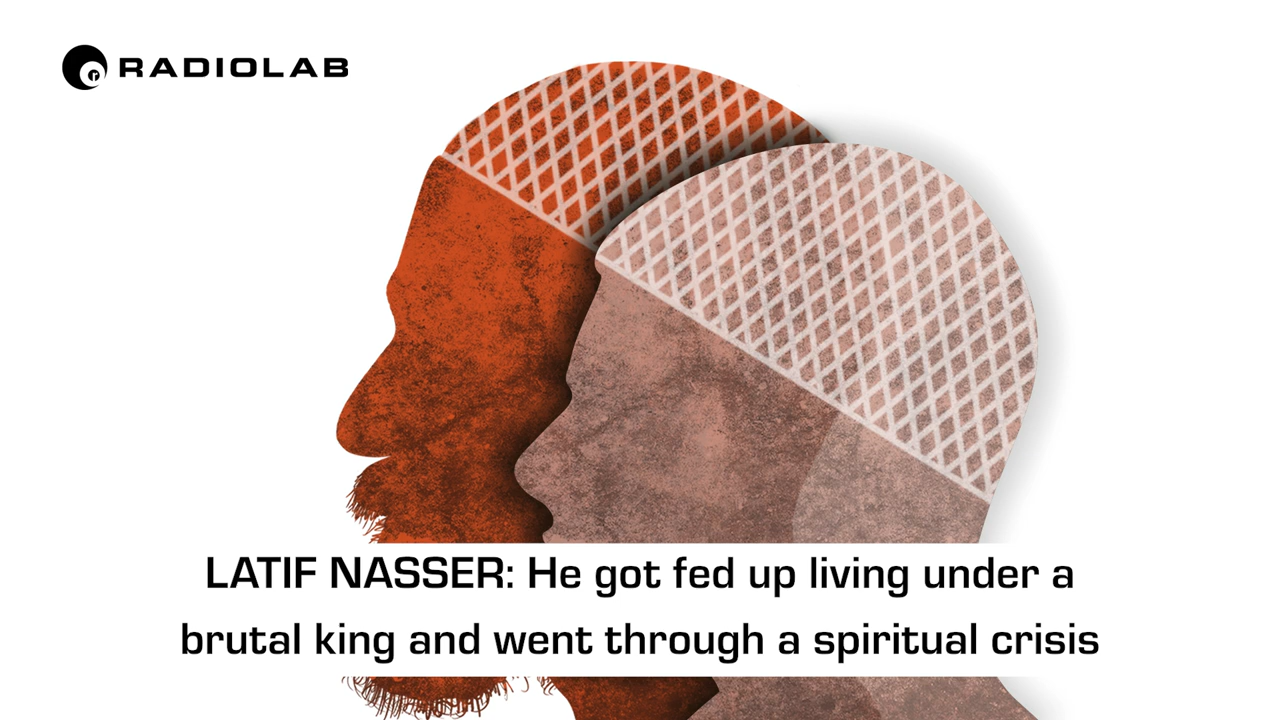 RADIOLAB
LATIF NASSER: He got fed up living under a
brutal king and went through a spiritual crisis